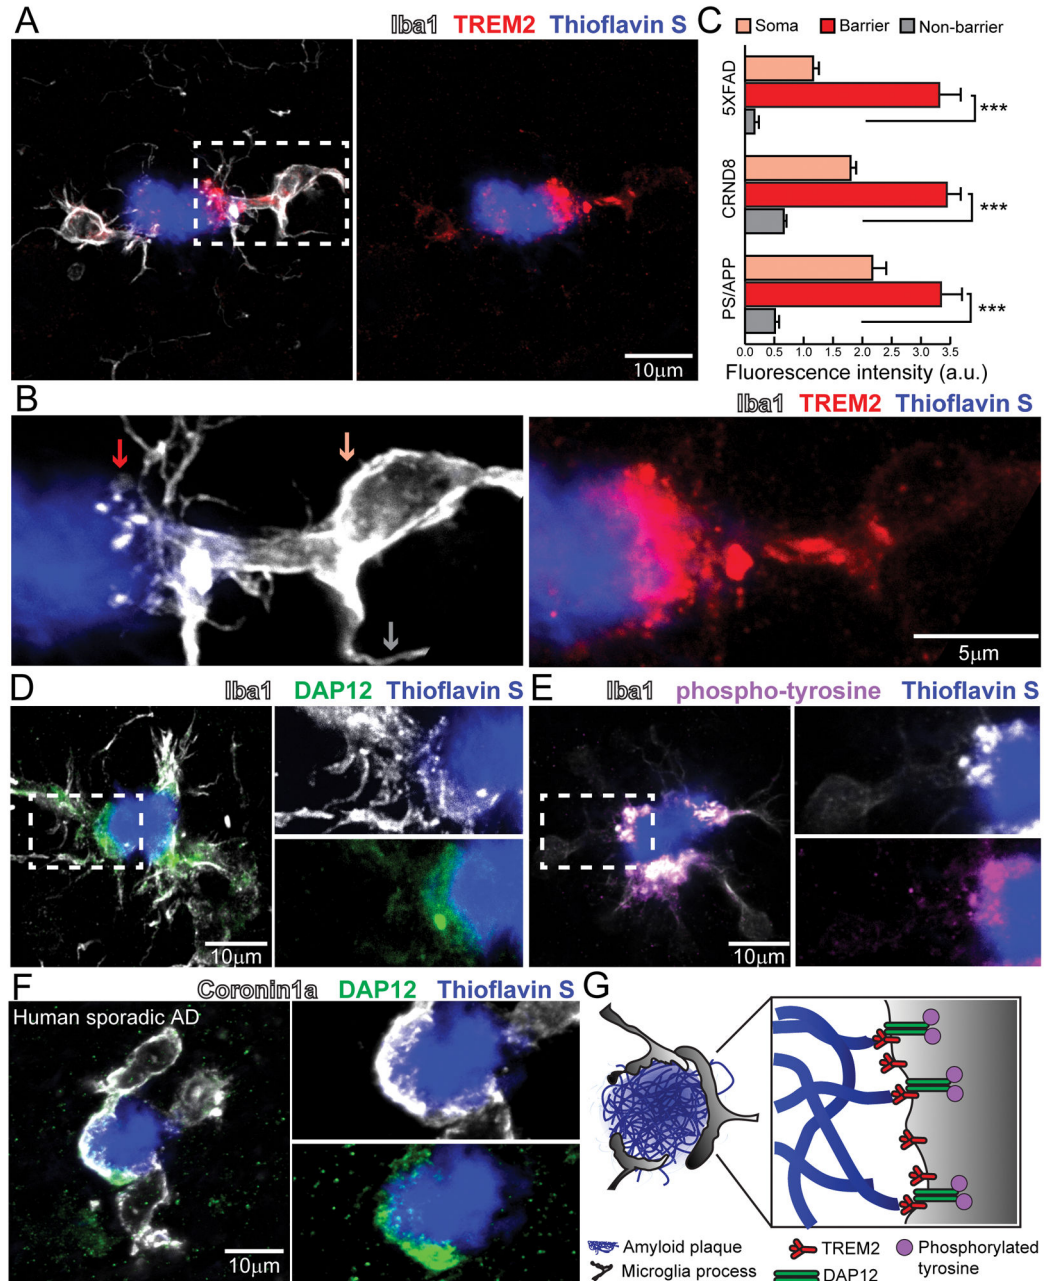 A
Iba1 TREM2 Thioflavin S
10μm
C
Soma Barrier Non-barrier
5XFAD
***
CRND8
***
PS/APP
***
0.0 0.5 1.0 1.5 2.0 2.5 3.0 3.5
Fluorescence intensity (a.u.)
B
Iba1 TREM2 Thioflavin S
5μm
D
Iba1 DAP12 Thioflavin S
10μm
E
Iba1 phospho-tyrosine Thioflavin S
10μm
F
Coronin1a DAP12 Thioflavin S
Human sporadic AD
10μm
G
Amyloid plaque
Microglia process
TREM2
DAP12
Phosphorylated
tyrosine